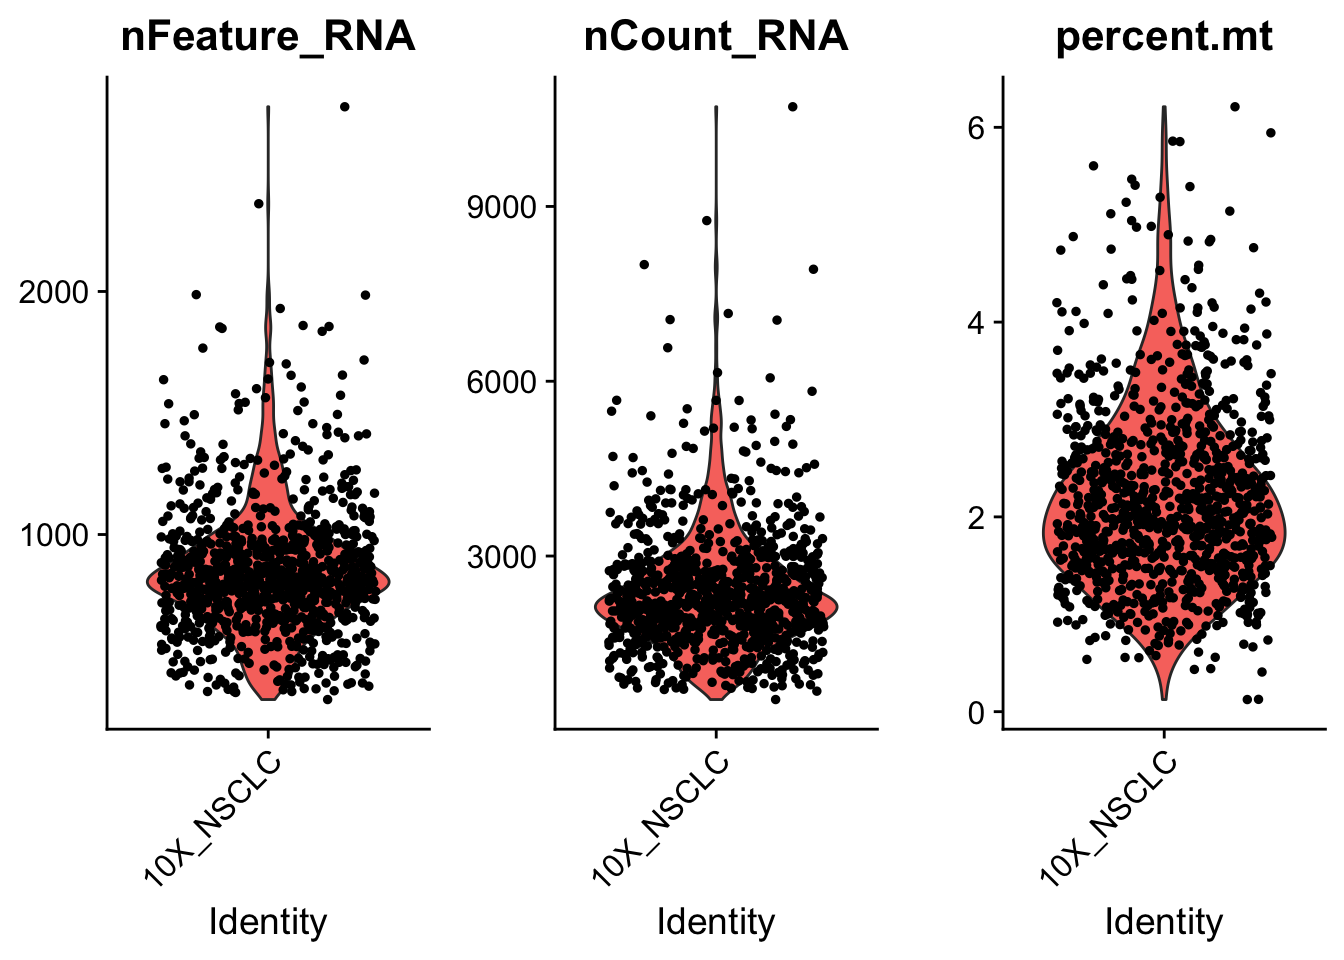 nFeature_RNA
2000
1000
10X_NSCLC
Identity
nCount_RNA
9000
6000
3000
10X_NSCLC
Identity
percent.mt
6
4
2
0
10X_NSCLC
Identity